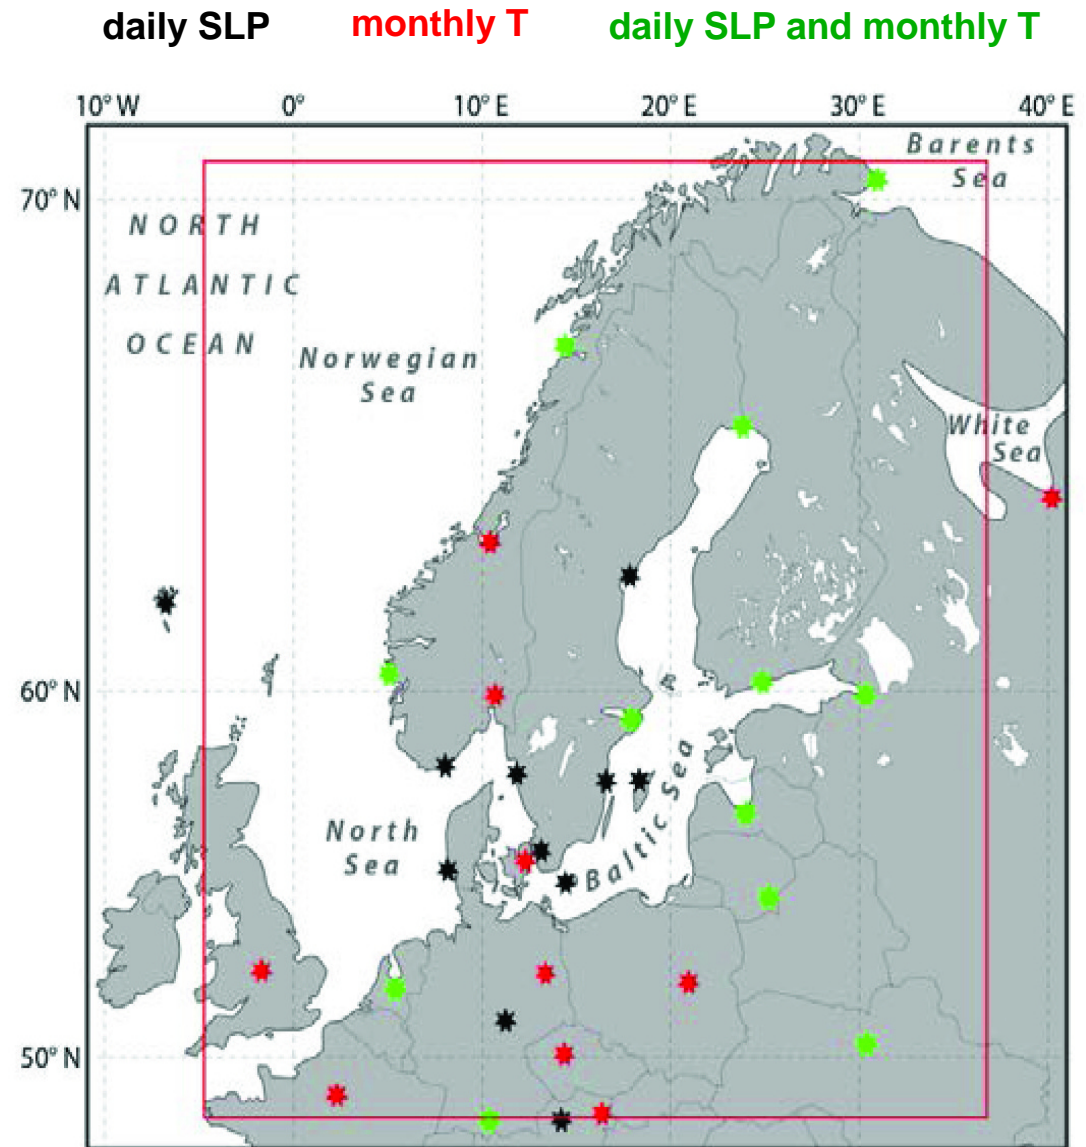 daily SLP monthly T daily SLP and monthly T
10° W 0° 10° E 20° E 30° E 40° E
Barents
Sea
70° N
NORTH
ATLANTIC
OCEAN
Norwegian
Sea
White
Sea
60° N
North
Sea
Baltic Sea
50° N